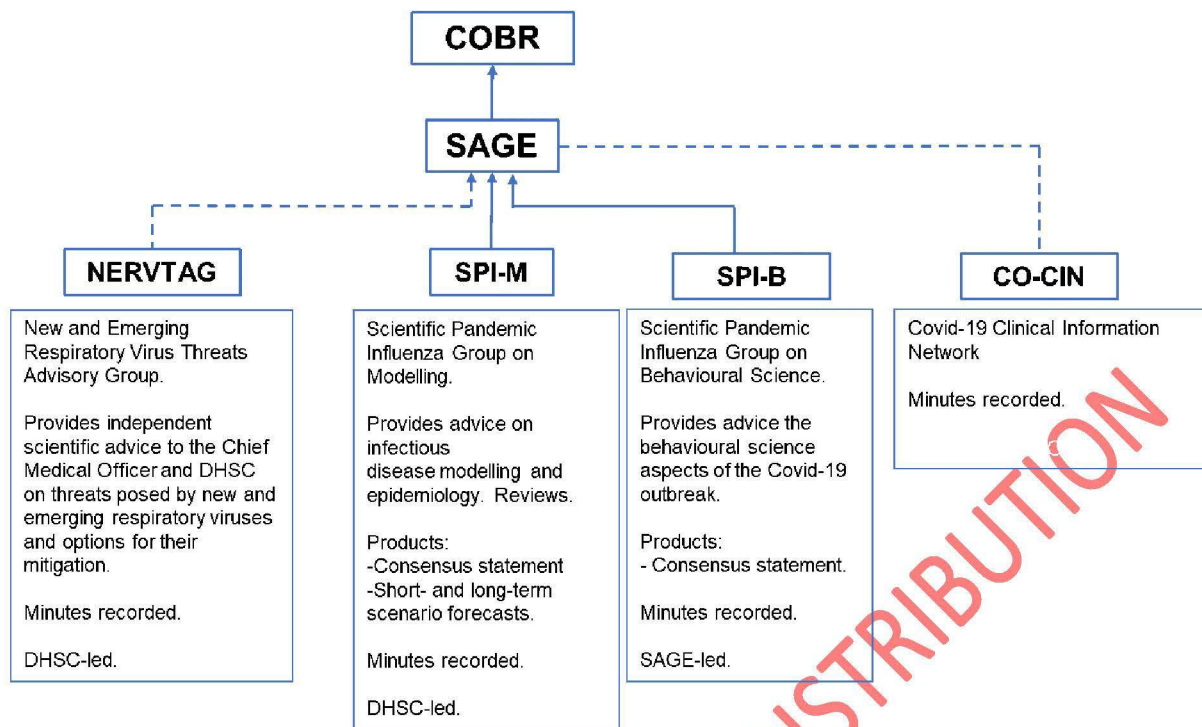 COBR
SAGE
NERVTAG
New and Emerging
Respiratory Virus Threats
Advisory Group.
Provides independent
scientific advice to the Chief
Medical Officer and DHSC
on threats posed by new and
emerging respiratory viruses
and options for their
mitigation.
Minutes recorded.
DHSC-led.
SPI-M
Scientific Pandemic
Influenza Group on
Modelling.
Provides advice on
infectious
disease modelling and
epidemiology. Reviews.
Products:
-Consensus statement
-Short- and long-term
scenario forecasts.
Minutes recorded.
DHSC-led.
SPI-B
Scientific Pandemic
Influenza Group on
Behavioural Science.
Provides advice the
behavioural science
aspects of the Covid-19
outbreak.
Products:
- Consensus statement.
Minutes recorded.
SAGE-led.
CO-CIN
Covid-19 Clinical Information
Network
Minutes recorded.
STRIBUTION